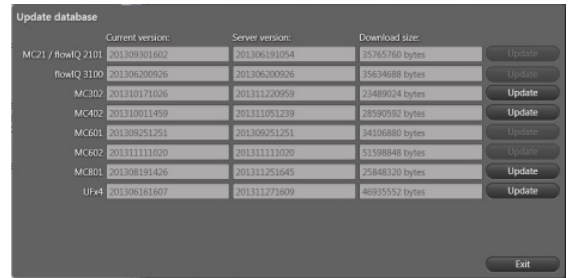 Update database
Current version: Server version: Download size:
MC21 / flowIQ 2101 201309301602 201306191054 35765760 bytes Update
flowIQ 3100 201306200926 201306200926 35634688 bytes Update
MC302 201310171026 201311220959 23489024 bytes Update
MC402 201310011459 201311051239 28590592 bytes Update
MC601 201309251251 201309251251 34106880 bytes Update
MC602 201311111020 201311111020 51598848 bytes Update
MC801 201308191426 201311251645 25848320 bytes Update
UFx4 201306161607 201311271609 46935552 bytes Update
Exit